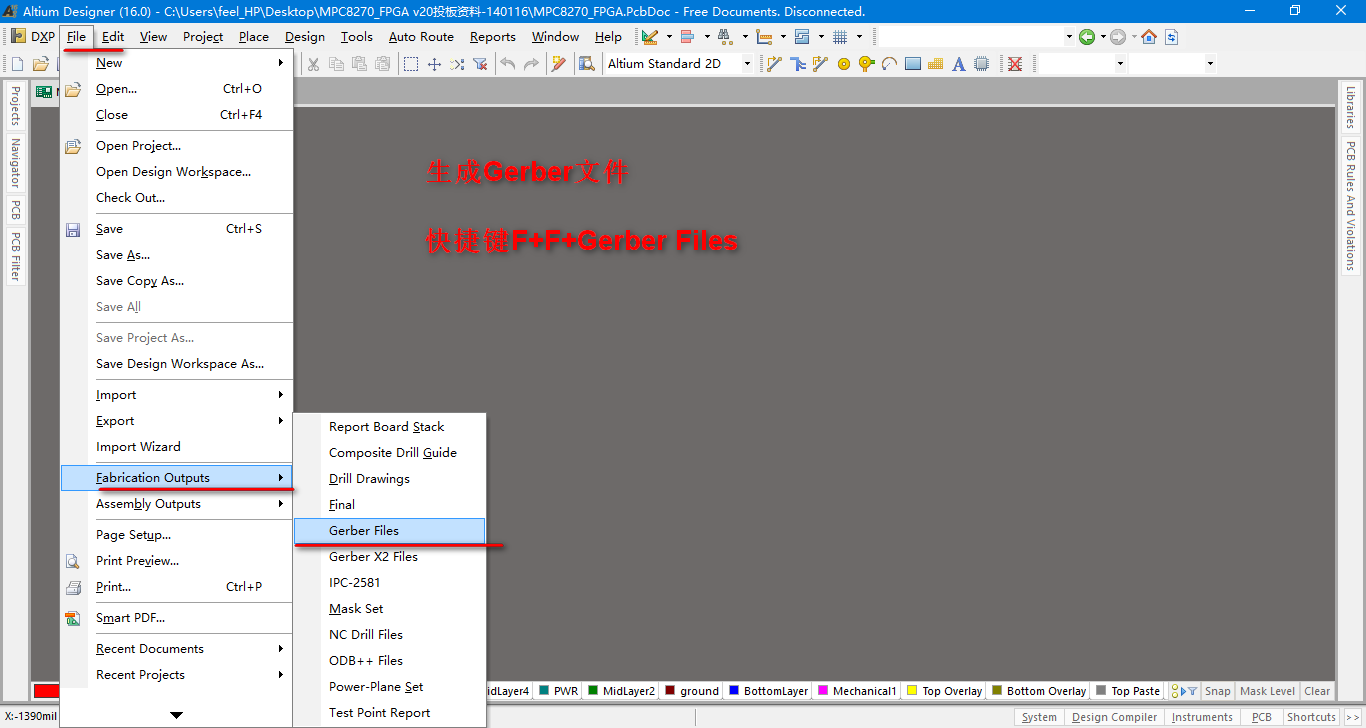 Altium Designer (16.0) - C:\Users\feel_HP\Desktop\MPC8270_FPGA v20投板资料-140116\MPC8270_FPGA.PcbDoc - Free Documents. Disconnected.
DXP File Edit View Project Place Design Tools Auto Route Reports Window Help
Altium Standard 2D
New
Open... Ctrl+O
Close Ctrl+F4
Open Project...
Open Design Workspace...
Check Out...
Save Ctrl+S
Save As...
Save Copy As...
Save All
Save Project As...
Save Design Workspace As...
Import
Export
Import Wizard
Fabrication Outputs
Assembly Outputs
Page Setup...
Print Preview...
Print... Ctrl+P
Smart PDF...
Recent Documents
Recent Projects
Report Board Stack
Composite Drill Guide
Drill Drawings
Final
Gerber Files
Gerber X2 Files
IPC-2581
Mask Set
NC Drill Files
ODB++ Files
Power-Plane Set
Test Point Report
生成Gerber文件
快捷键F+F+Gerber Files
Projects
Navigator
PCB
PCB Filter
Libraries
PCB Rules And Violations
idLayer4 PWR MidLayer2 ground BottomLayer Mechanical1 Top Overlay Bottom Overlay Top Paste Snap Mask Level Clear
X:-1390mil System Design Compiler Instruments PCB Shortcuts >>